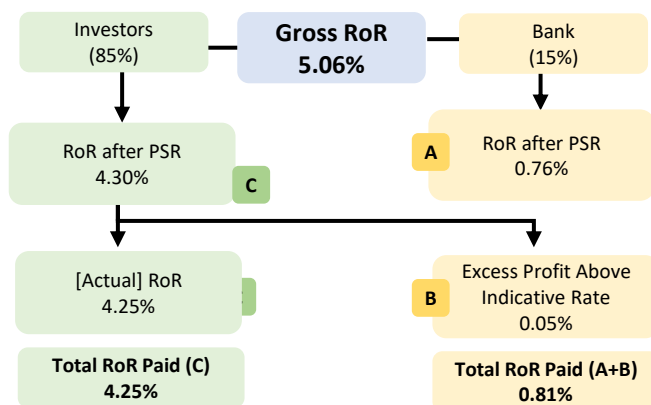 Investors
(85%)
Gross RoR
5.06%
Bank
(15%)
RoR after PSR
4.30%
C
A
RoR after PSR
0.76%
[Actual] RoR
4.25%
B
Excess Profit Above
Indicative Rate
0.05%
Total RoR Paid (C)
4.25%
Total RoR Paid (A+B)
0.81%